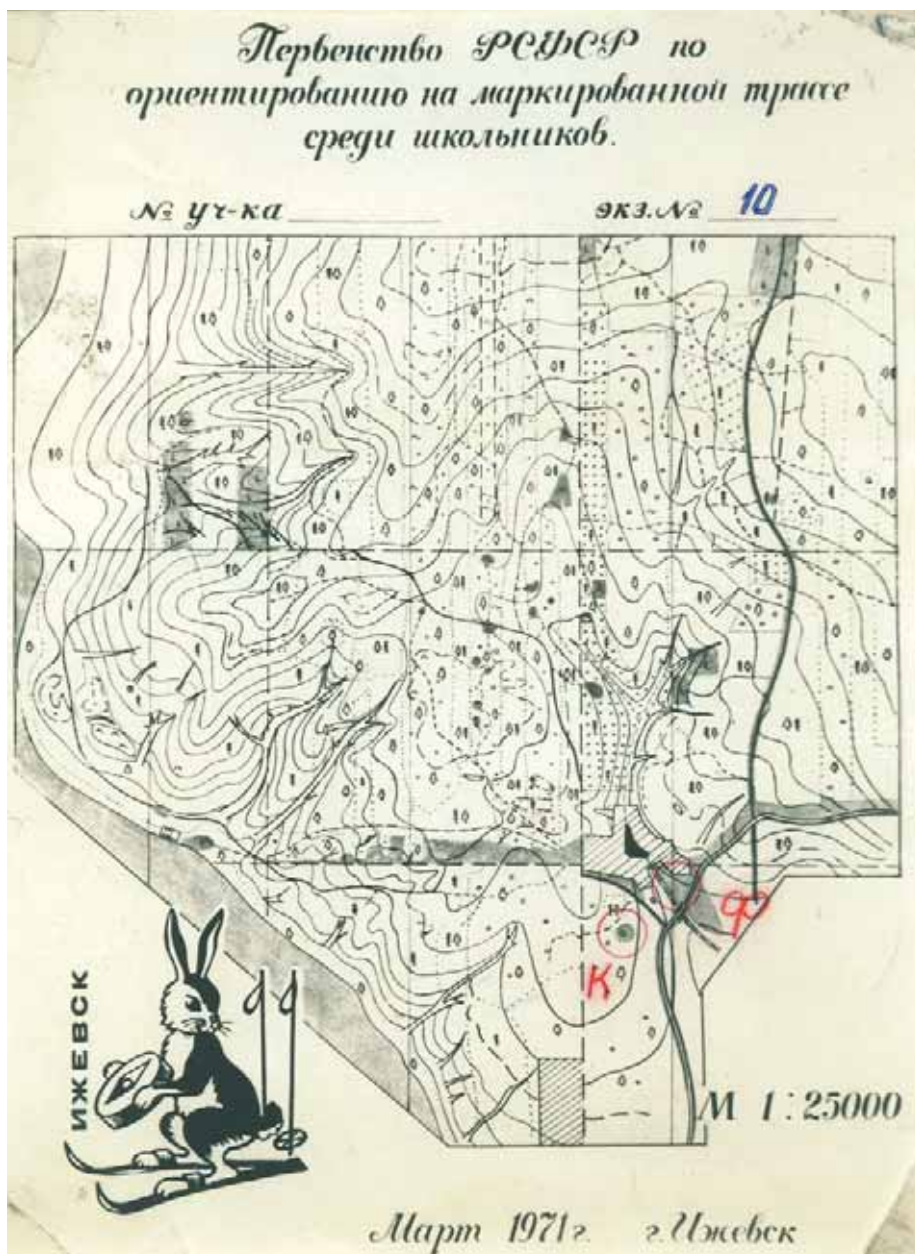 Первенство РСФСР по
ориентированию на маркированной трассе
среди школьников.
№ уч-ка
экз. № 10
К
Ф
ИЖЕВСК
М 1:25000
Март 1971г. г. Ижевск